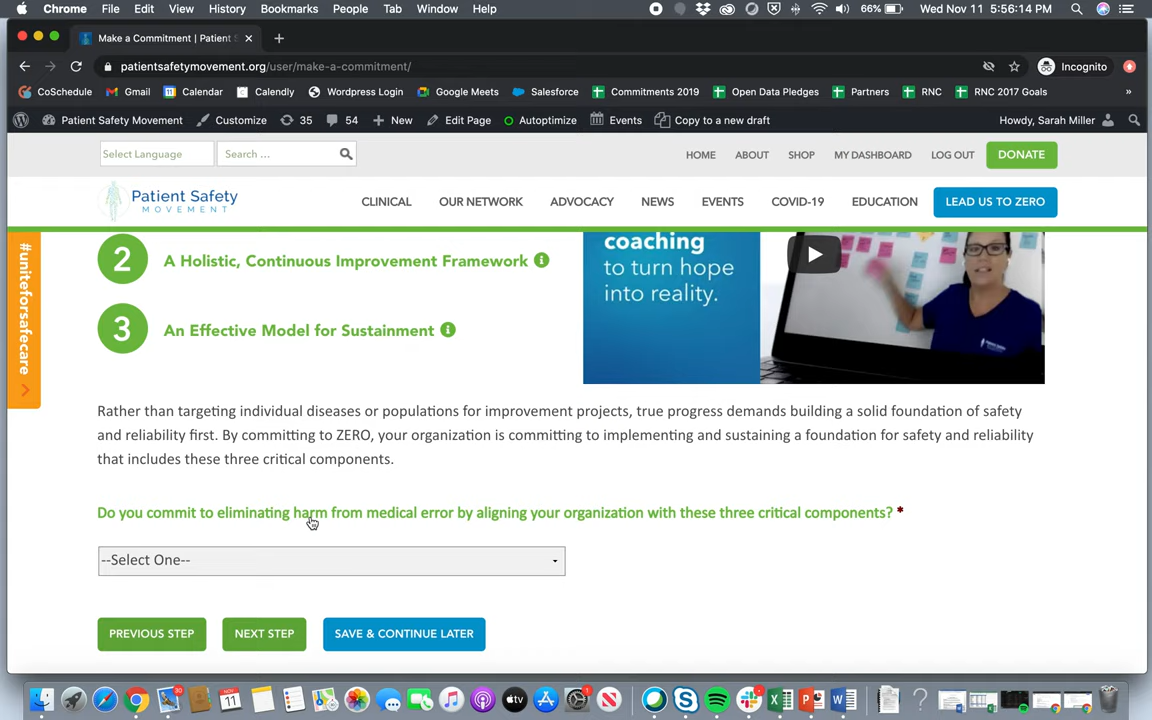 Chrome File Edit View History Bookmarks People Tab Window Help 66% Wed Nov 11 5:56:14 PM
Make a Commitment | Patient S
patientsafetymovement.org/user/make-a-commitment/ Incognito
CoSchedule Gmail Calendar Calendly Wordpress Login Google Meets Salesforce Commitments 2019 Open Data Pledges Partners RNC RNC 2017 Goals »
Patient Safety Movement Customize 35 54 New Edit Page Autoptimize Events Copy to a new draft Howdy, Sarah Miller
Select Language Search ... HOME ABOUT SHOP MY DASHBOARD LOG OUT DONATE
Patient Safety
MOVEMENT
CLINICAL OUR NETWORK ADVOCACY NEWS EVENTS COVID-19 EDUCATION LEAD US TO ZERO
#uniteforsafecare
2 A Holistic, Continuous Improvement Framework
3 An Effective Model for Sustainment
coaching
to turn hope
into reality.
Rather than targeting individual diseases or populations for improvement projects, true progress demands building a solid foundation of safety
and reliability first. By committing to ZERO, your organization is committing to implementing and sustaining a foundation for safety and reliability
that includes these three critical components.
Do you commit to eliminating harm from medical error by aligning your organization with these three critical components? *
--Select One--
PREVIOUS STEP NEXT STEP SAVE & CONTINUE LATER